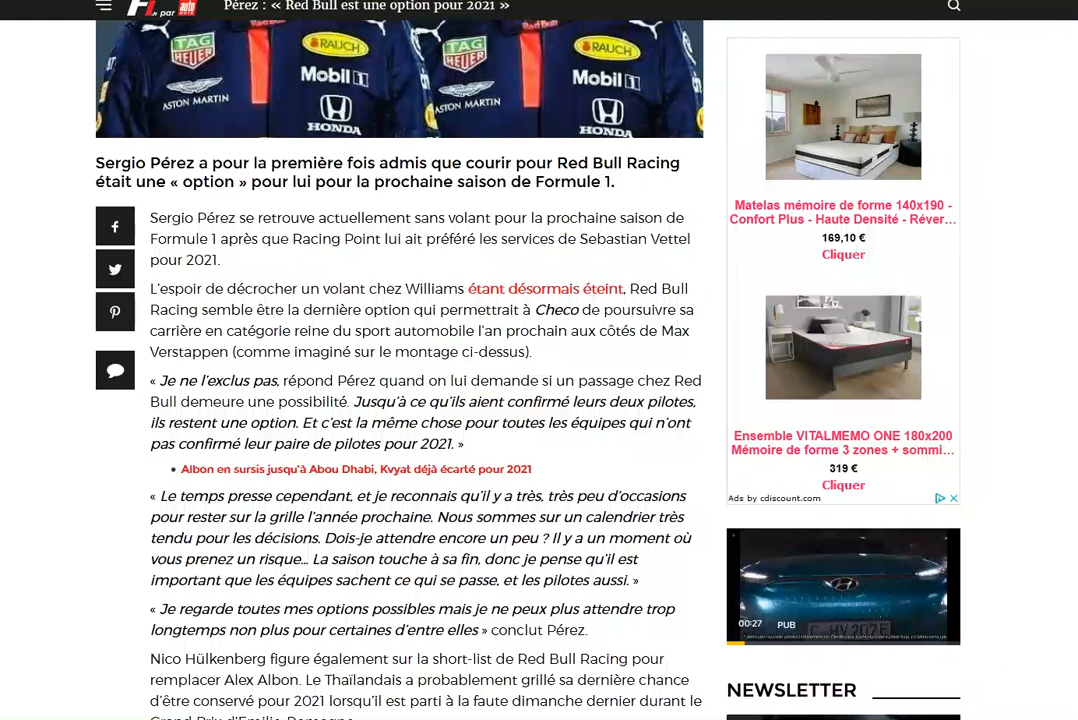 F1. par auto moto
Pérez : « Red Bull est une option pour 2021 »
TAG HEUER
RAUCH
Mobil 1
ASTON MARTIN
HONDA
TAG HEUER
RAUCH
Mobil 1
ASTON MARTIN
HONDA
Sergio Pérez a pour la première fois admis que courir pour Red Bull Racing
était une « option » pour lui pour la prochaine saison de Formule 1.
Sergio Pérez se retrouve actuellement sans volant pour la prochaine saison de
Formule 1 après que Racing Point lui ait préféré les services de Sebastian Vettel
pour 2021.
L’espoir de décrocher un volant chez Williams étant désormais éteint, Red Bull
Racing semble être la dernière option qui permettrait à Checo de poursuivre sa
carrière en catégorie reine du sport automobile l’an prochain aux côtés de Max
Verstappen (comme imaginé sur le montage ci-dessus).
« Je ne l’exclus pas, répond Pérez quand on lui demande si un passage chez Red
Bull demeure une possibilité. Jusqu’à ce qu’ils aient confirmé leurs deux pilotes,
ils restent une option. Et c’est la même chose pour toutes les équipes qui n’ont
pas confirmé leur paire de pilotes pour 2021. »
• Albon en sursis jusqu’à Abou Dhabi, Kvyat déjà écarté pour 2021
« Le temps presse cependant, et je reconnais qu’il y a très, très peu d’occasions
pour rester sur la grille l’année prochaine. Nous sommes sur un calendrier très
tendu pour les décisions. Dois-je attendre encore un peu ? Il y a un moment où
vous prenez un risque... La saison touche à sa fin, donc je pense qu’il est
important que les équipes sachent ce qui se passe, et les pilotes aussi. »
« Je regarde toutes mes options possibles mais je ne peux plus attendre trop
longtemps non plus pour certaines d’entre elles » conclut Pérez.
Nico Hülkenberg figure également sur la short-list de Red Bull Racing pour
remplacer Alex Albon. Le Thaïlandais a probablement grillé sa dernière chance
d’être conservé pour 2021 lorsqu’il est parti à la faute dimanche dernier durant le
Grand Prix d’Emilie-Romagne.
Matelas mémoire de forme 140x190 -
Confort Plus - Haute Densité - Réver...
169,10 €
Cliquer
Ensemble VITALMEMO ONE 180x200
Mémoire de forme 3 zones + sommi...
319 €
Cliquer
Ads by cdiscount.com
00:27 PUB
NEWSLETTER